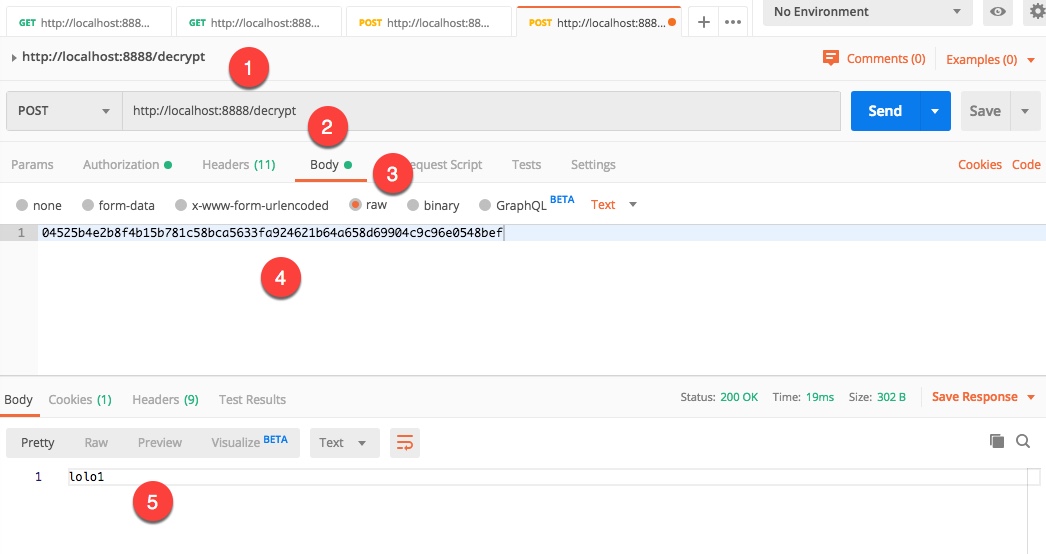 GET http://localhost:888... GET http://localhost:888... POST http://localhost:88... POST http://localhost:888... + ••• No Environment
http://localhost:8888/decrypt 1 Comments (0) Examples (0)
POST http://localhost:8888/decrypt Send Save
2
Params Authorization Headers (11) Body 3 equest Script Tests Settings Cookies Code
none form-data x-www-form-urlencoded raw binary GraphQL BETA Text
1 04525b4e2b8f4b15b781c58bca5633fa924621b64a658d69904c9c96e0548bef
4
Body Cookies (1) Headers (9) Test Results Status: 200 OK Time: 19ms Size: 302 B Save Response
Pretty Raw Preview Visualize BETA Text
1 lolo1
5